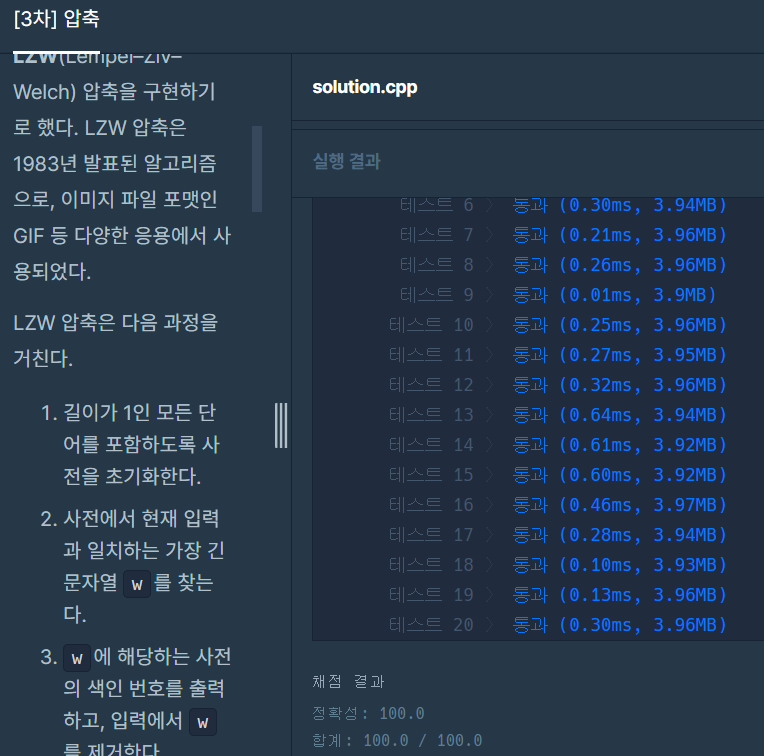 [3차] 압축
LZW(Lempel–Ziv–
Welch) 압축을 구현하기
로 했다. LZW 압축은
1983년 발표된 알고리즘
으로, 이미지 파일 포맷인
GIF 등 다양한 응용에서 사
용되었다.
LZW 압축은 다음 과정을
거친다.
1. 길이가 1인 모든 단
어를 포함하도록 사
전을 초기화한다.
2. 사전에서 현재 입력
과 일치하는 가장 긴
문자열 w 를 찾는
다.
3. w 에 해당하는 사전
의 색인 번호를 출력
하고, 입력에서 w
를 제거한다.
solution.cpp
실행 결과
테스트 6 〉 통과 (0.30ms, 3.94MB)
테스트 7 〉 통과 (0.21ms, 3.96MB)
테스트 8 〉 통과 (0.26ms, 3.96MB)
테스트 9 〉 통과 (0.01ms, 3.9MB)
테스트 10 〉 통과 (0.25ms, 3.96MB)
테스트 11 〉 통과 (0.27ms, 3.95MB)
테스트 12 〉 통과 (0.32ms, 3.96MB)
테스트 13 〉 통과 (0.64ms, 3.94MB)
테스트 14 〉 통과 (0.61ms, 3.92MB)
테스트 15 〉 통과 (0.60ms, 3.92MB)
테스트 16 〉 통과 (0.46ms, 3.97MB)
테스트 17 〉 통과 (0.28ms, 3.94MB)
테스트 18 〉 통과 (0.10ms, 3.93MB)
테스트 19 〉 통과 (0.13ms, 3.96MB)
테스트 20 〉 통과 (0.30ms, 3.96MB)
채점 결과
정확성: 100.0
합계: 100.0 / 100.0